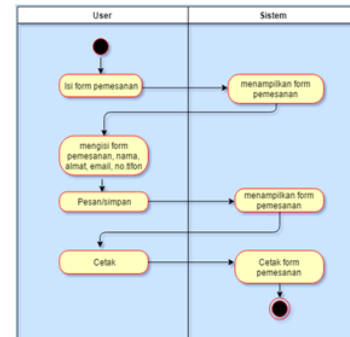 User
Sistem
Isi form pemesanan
menampilkan form
pemesanan
mengisi form
pemesanan, nama,
almat, email, no.tlfon
Pesan/simpan
menampilkan form
pemesanan
Cetak
Cetak form
pemesanan